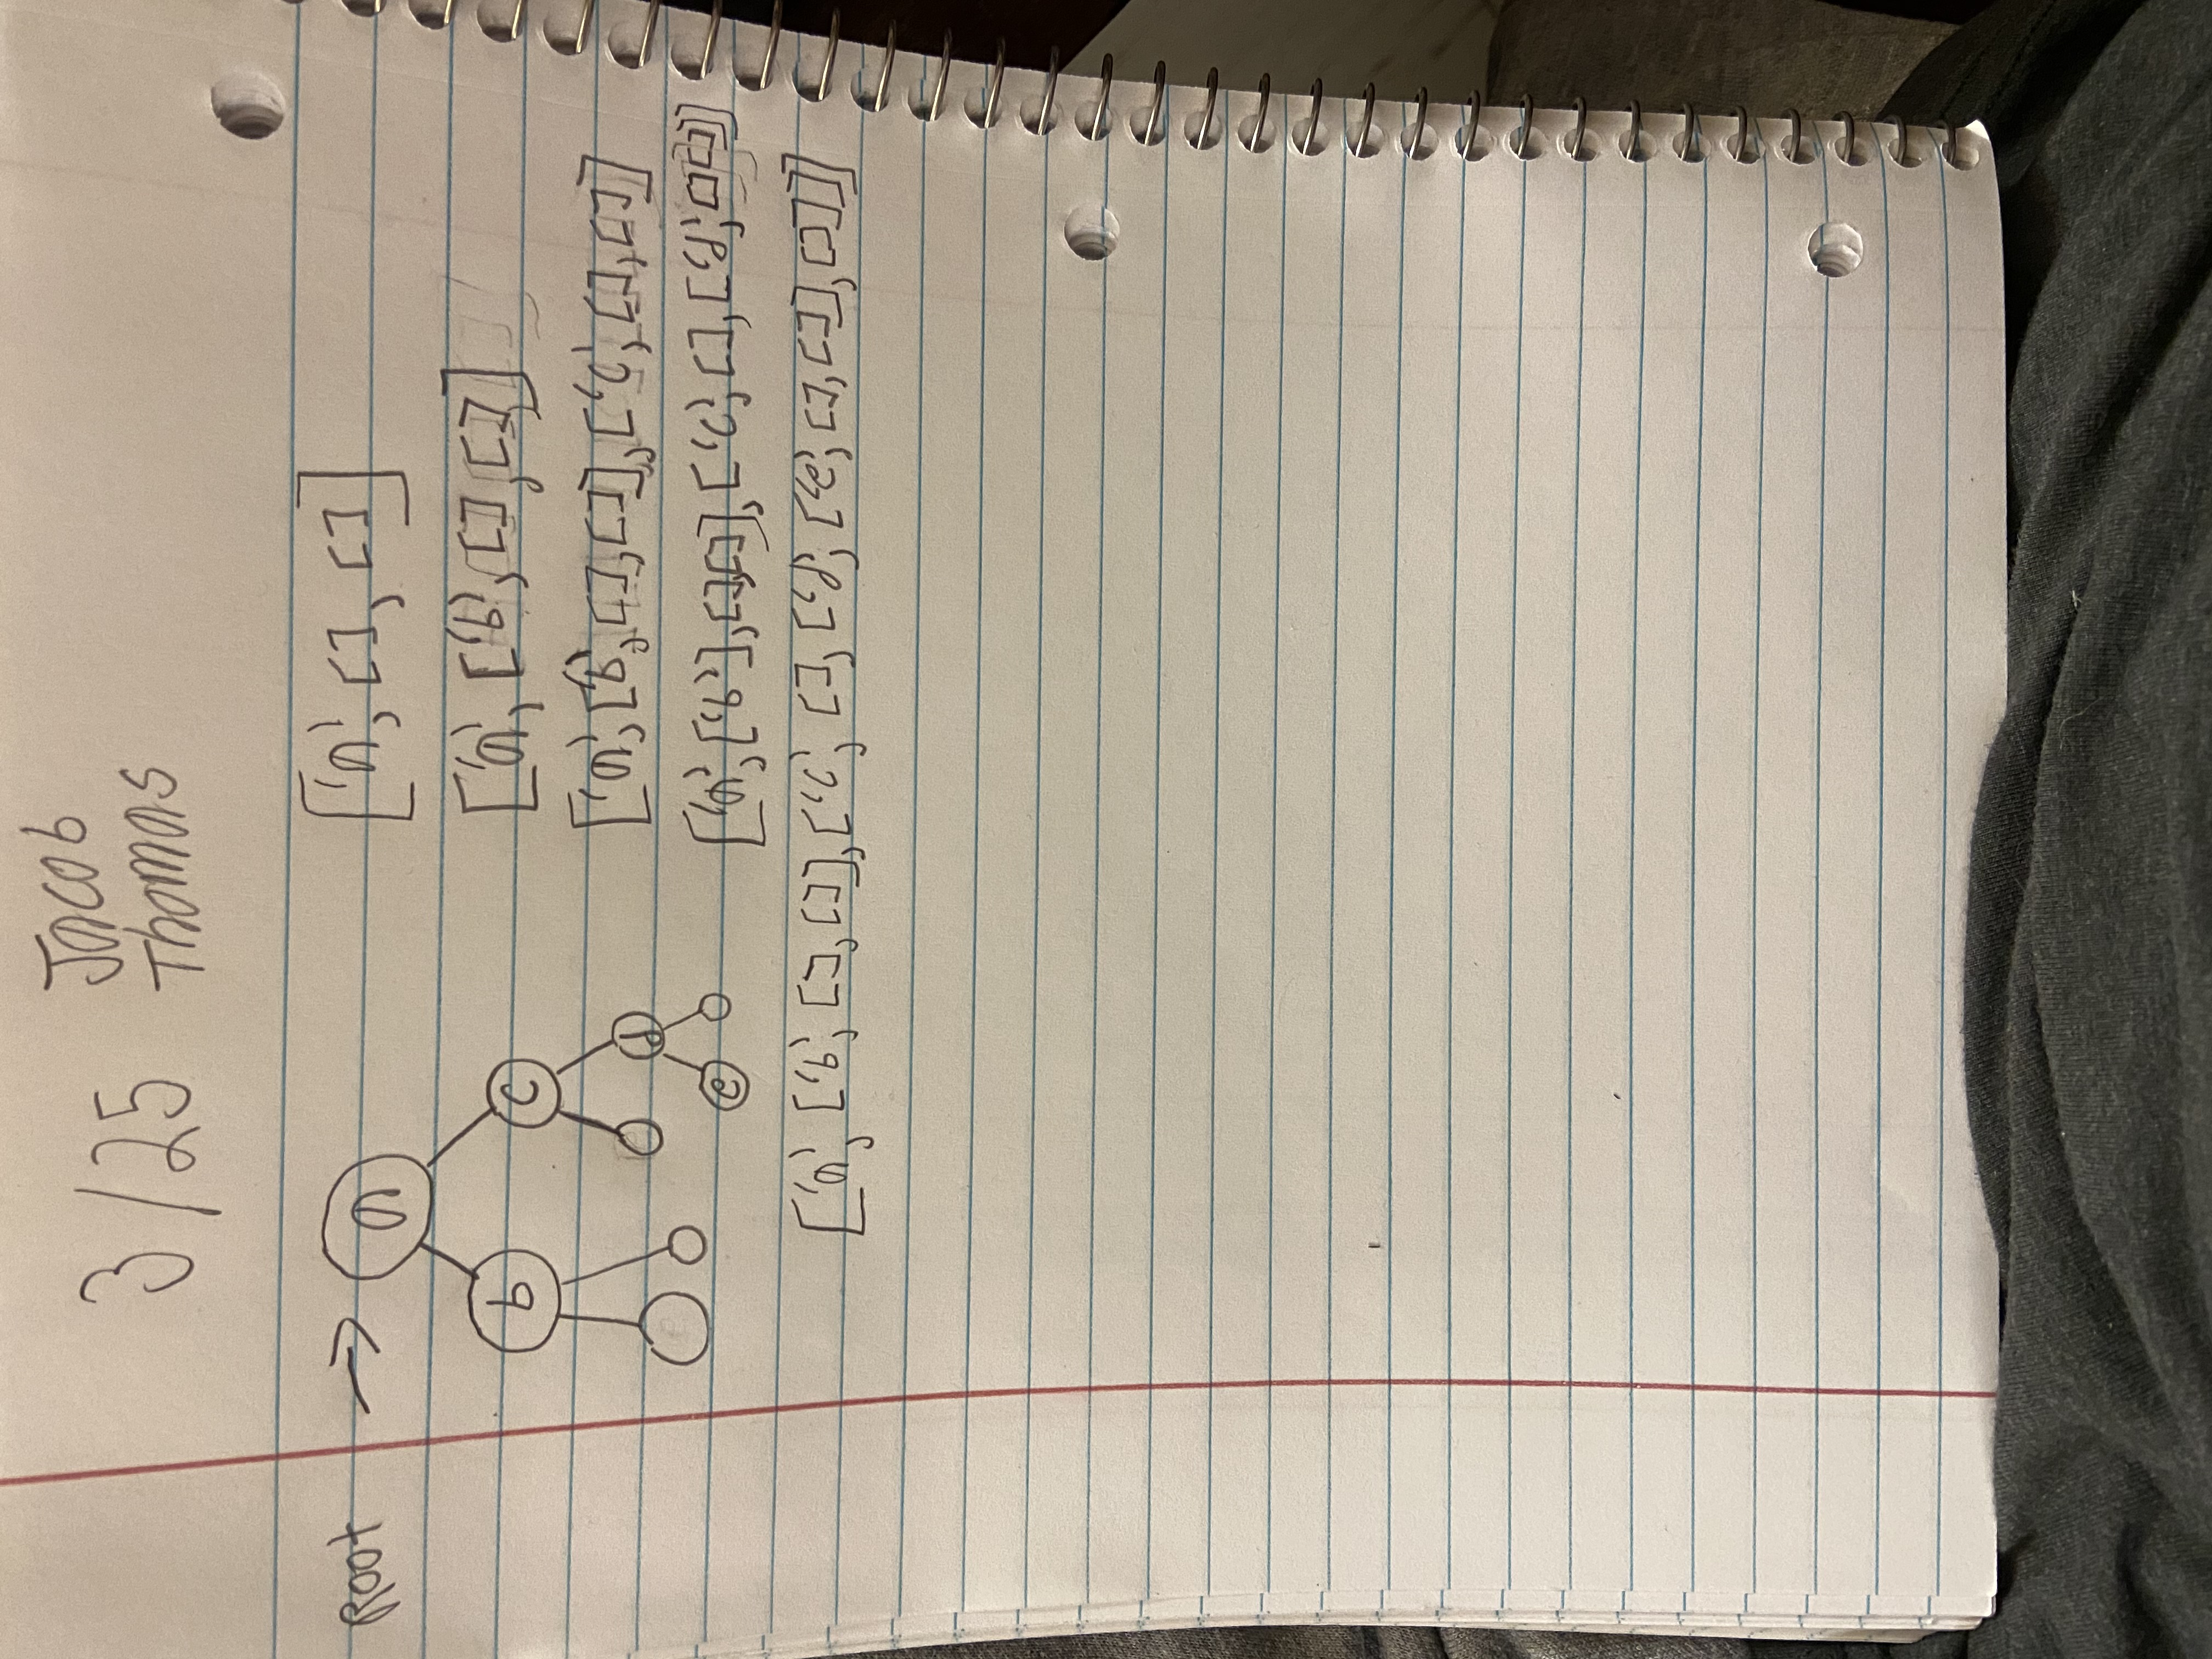 3/25
Jacob
Thomas
Root →
a
b
c
d
e
['a', [], []]
['a', ['b', [], []]
['a', ['b', [], []], ['c', [], []]
['a', ['b'], [], []], ['c', [], ['d', [] []]]
['a', ['b', [], []], ['c', [], ['d', ['e', [], []], []]]]